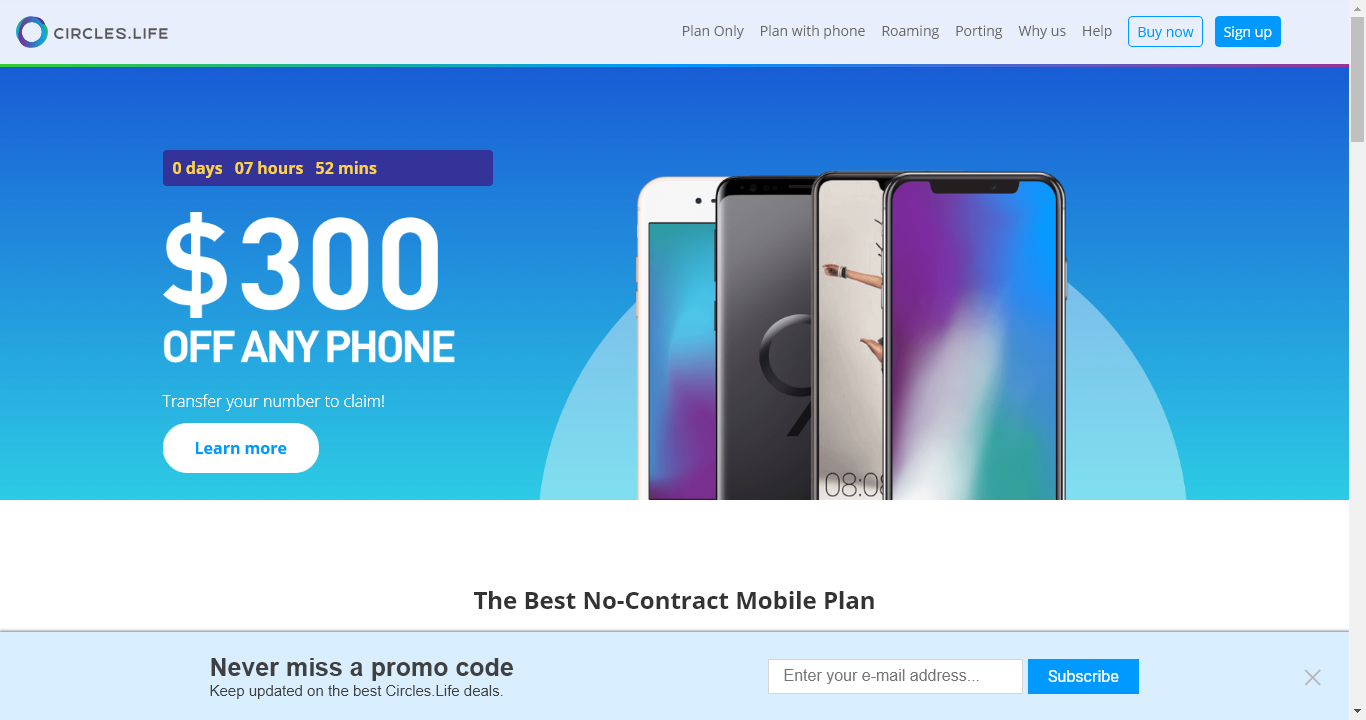 CIRCLES.LIFE
Plan Only Plan with phone Roaming Porting Why us Help Buy now Sign up
0 days 07 hours 52 mins
$300
OFF ANY PHONE
Transfer your number to claim!
Learn more
9
08:08
The Best No-Contract Mobile Plan
Never miss a promo code
Keep updated on the best Circles.Life deals.
Enter your e-mail address... Subscribe